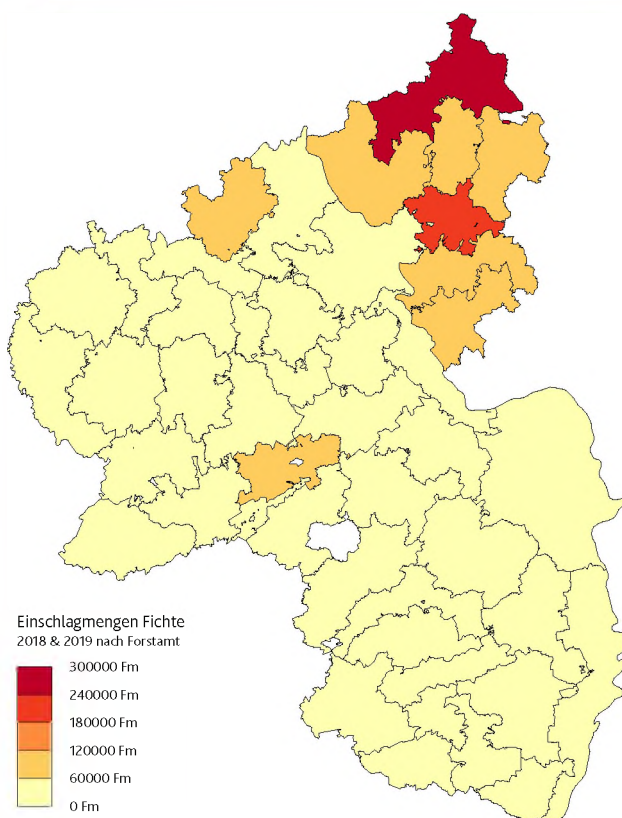 Einschlagmengen Fichte
2018 & 2019 nach Forstamt
300000 Fm
240000 Fm
180000 Fm
120000 Fm
60000 Fm
0 Fm